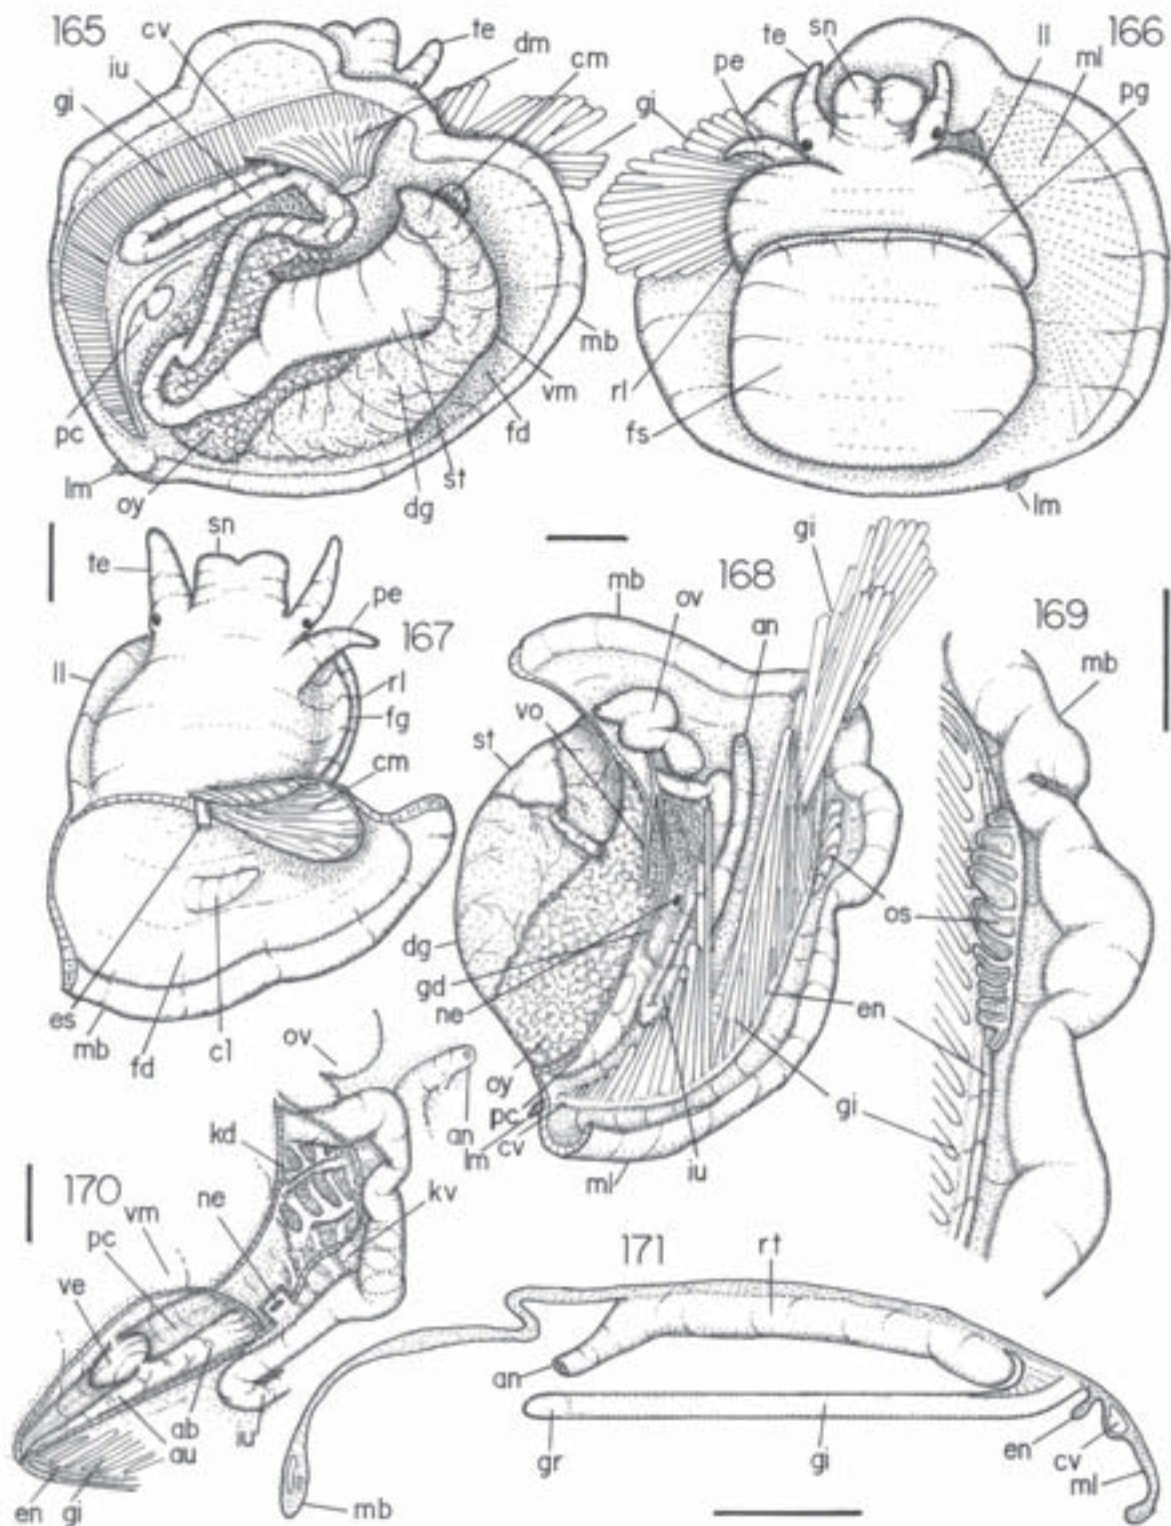 165
cv
iu
gi
te
dm
cm
gi
mb
vm
fd
st
dg
oy
lm
pc
166
te
sn
pe
ll
ml
pg
rl
fs
lm
167
te
sn
pe
ll
rl
fg
cm
es
mb
fd
cl
168
mb
ov
an
gi
vo
st
os
dg
gd
ne
en
oy
pc
lm
cv
ml
iu
gi
169
mb
os
en
gi
170
ov
kd
an
ne
vm
pc
kv
ve
ab
au
iu
en
gi
171
rt
an
gr
gi
en
cv
ml
mb